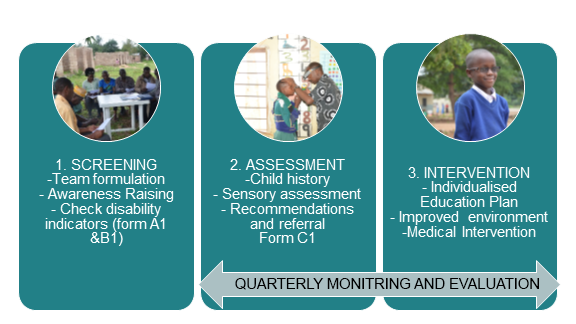 1. SCREENING
-Team formulation
- Awareness Raising
- Check disability
indicators (form A1
&B1)
2. ASSESSMENT
-Child history
- Sensory assessment
- Recommendations
and referral
Form C1
3. INTERVENTION
- Individualised
Education Plan
- Improved environment
-Medical Intervention
QUARTERLY MONITRING AND EVALUATION